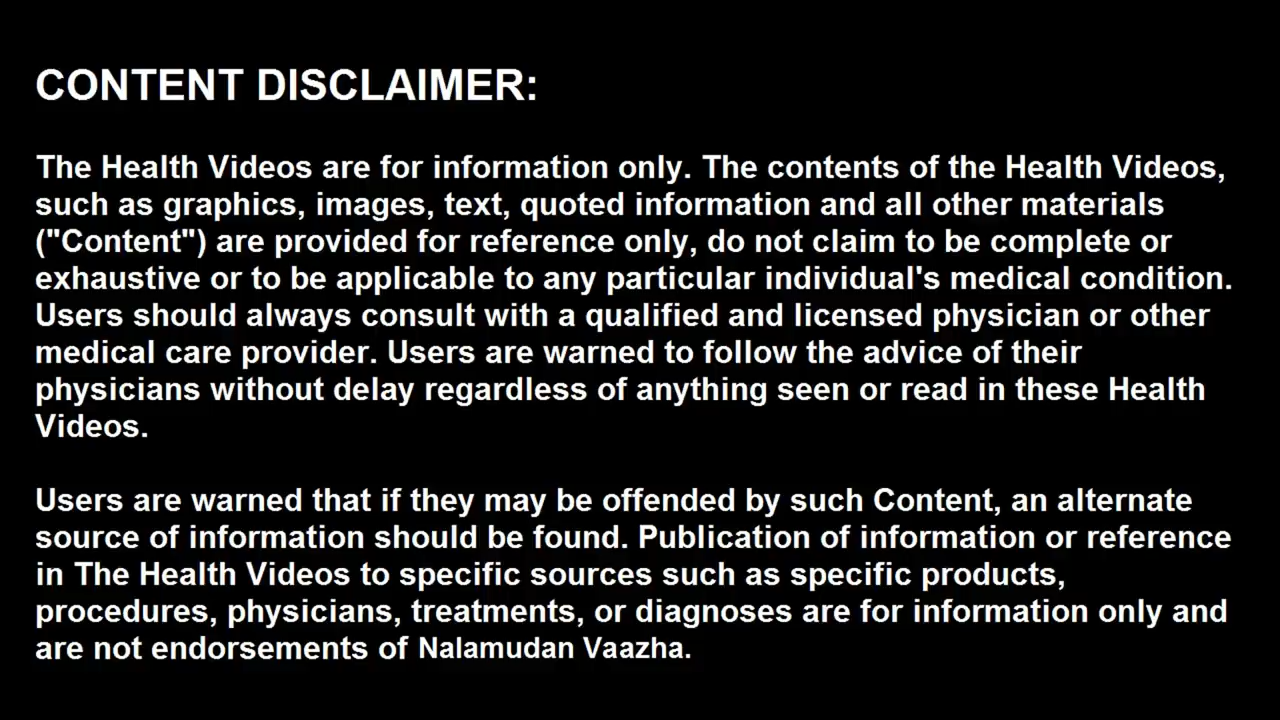 CONTENT DISCLAIMER:
The Health Videos are for information only. The contents of the Health Videos,
such as graphics, images, text, quoted information and all other materials
("Content") are provided for reference only, do not claim to be complete or
exhaustive or to be applicable to any particular individual's medical condition.
Users should always consult with a qualified and licensed physician or other
medical care provider. Users are warned to follow the advice of their
physicians without delay regardless of anything seen or read in these Health
Videos.
Users are warned that if they may be offended by such Content, an alternate
source of information should be found. Publication of information or reference
in The Health Videos to specific sources such as specific products,
procedures, physicians, treatments, or diagnoses are for information only and
are not endorsements of Nalamudan Vaazha.